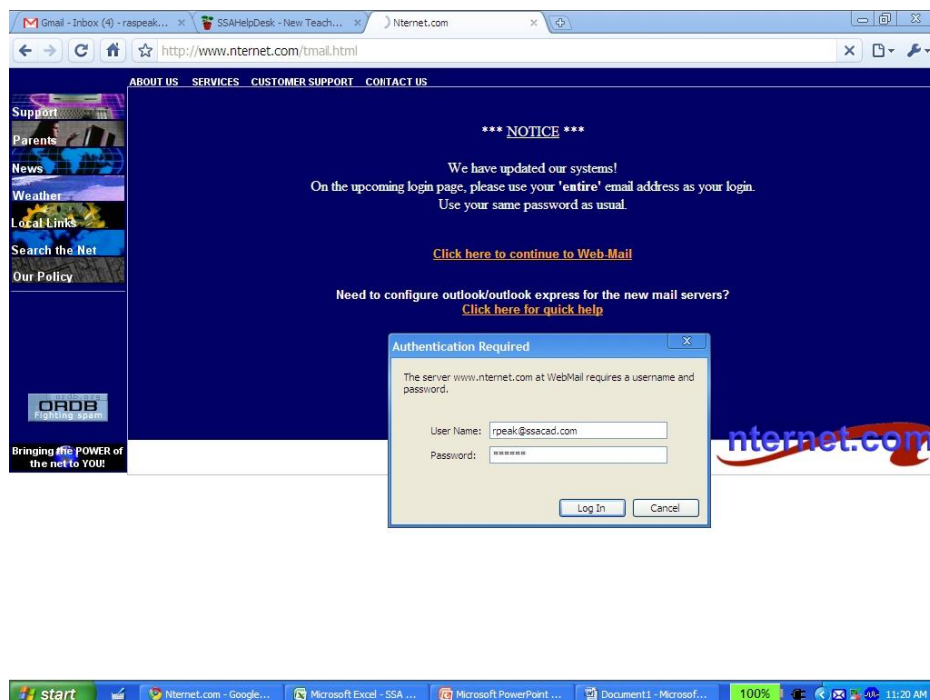 Gmail - Inbox (4) - raspeak...
SSAHelpDesk - New Teach...
Nternet.com
http://www.nternet.com/tmail.html
ABOUT US SERVICES CUSTOMER SUPPORT CONTACT US
Support
Parents
News
Weather
Local Links
Search the Net
Our Policy
*** NOTICE ***
We have updated our systems!
On the upcoming login page, please use your 'entire' email address as your login.
Use your same password as usual.
Click here to continue to Web-Mail
Need to configure outlook/outlook express for the new mail servers?
Click here for quick help
Authentication Required
The server www.nternet.com at WebMail requires a username and
password.
User Name: rpeak@ssacad.com
Password: ******
Log In Cancel
ORDB
Fighting spam
Bringing the POWER of
the net to YOU!
nternet.com
start
Nternet.com - Google...
Microsoft Excel - SSA ...
Microsoft PowerPoint ...
Document1 - Microsof...
100%
11:20 AM